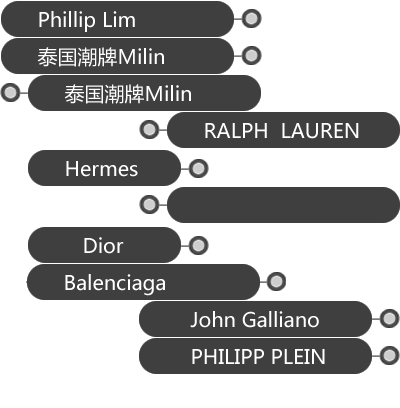 Phillip Lim
泰国潮牌Milin
泰国潮牌Milin
RALPH LAUREN
Hermes
Dior
Balenciaga
John Galliano
PHILIPP PLEIN